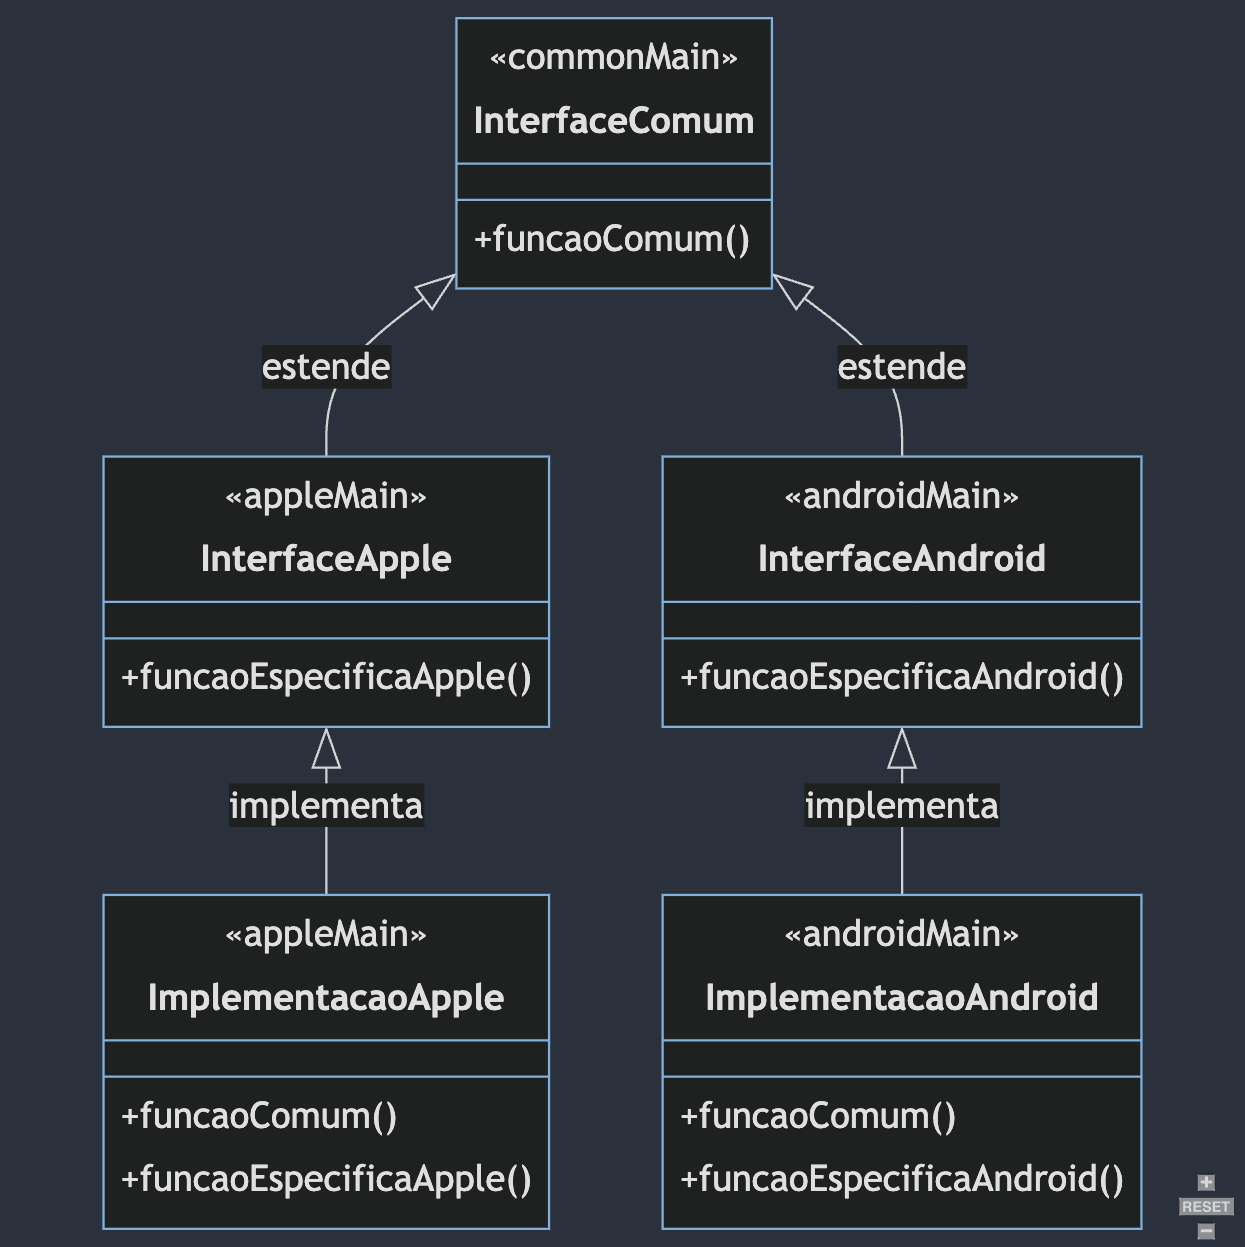 «commonMain»
InterfaceComum
+funcaoComum()
estende
estende
«appleMain»
InterfaceApple
+funcaoEspecificaApple()
«androidMain»
InterfaceAndroid
+funcaoEspecificaAndroid()
implementa
implementa
«appleMain»
ImplementacaoApple
+funcaoComum()
+funcaoEspecificaApple()
«androidMain»
ImplementacaoAndroid
+funcaoComum()
+funcaoEspecificaAndroid()
+
RESET
−